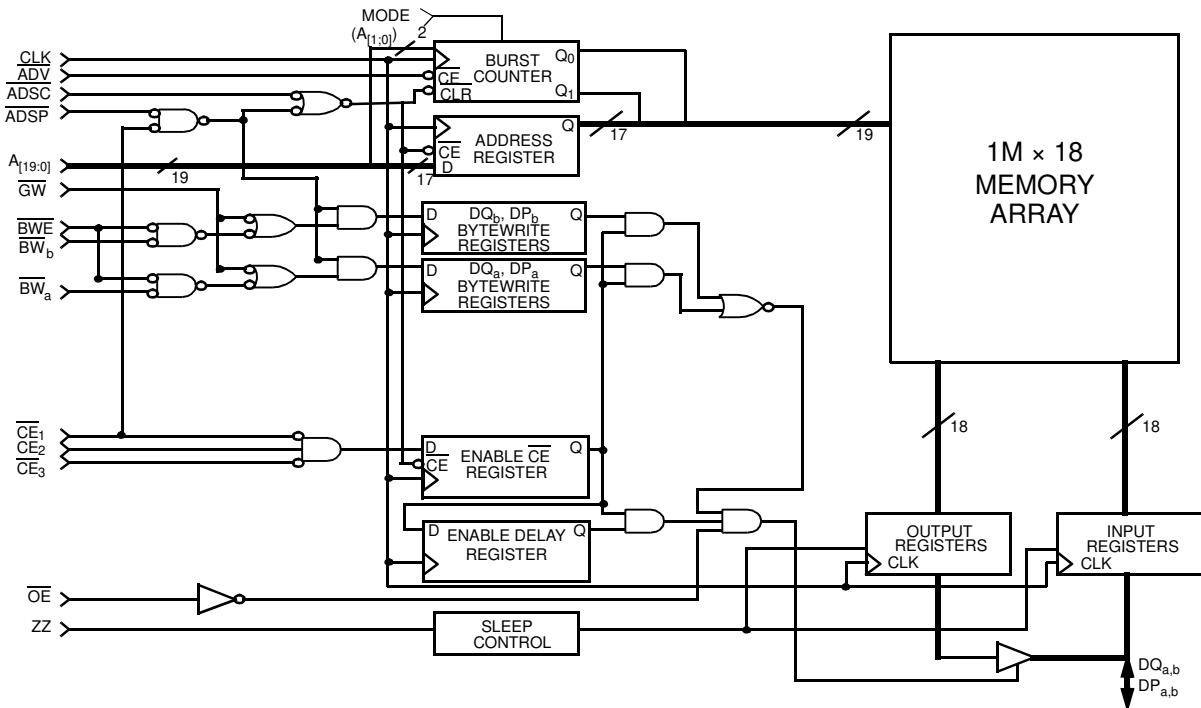 MODE
(A[1;0])
2
CLK
ADV
ADSC
ADSP
A[19:0]
19
GW
BWE
BWb
BWa
CE1
CE2
CE3
OE
ZZ
BURST
COUNTER
CE
CLR
Q0
Q1
ADDRESS
REGISTER
CE
D
Q
17
17
19
1M × 18
MEMORY
ARRAY
D
DQb, DPb
BYTEWRITE
REGISTERS
Q
D
DQa, DPa
BYTEWRITE
REGISTERS
Q
D
ENABLE CE
REGISTER
CE
Q
D
ENABLE DELAY
REGISTER
Q
18
18
OUTPUT
REGISTERS
CLK
INPUT
REGISTERS
CLK
SLEEP
CONTROL
DQa,b
DPa,b